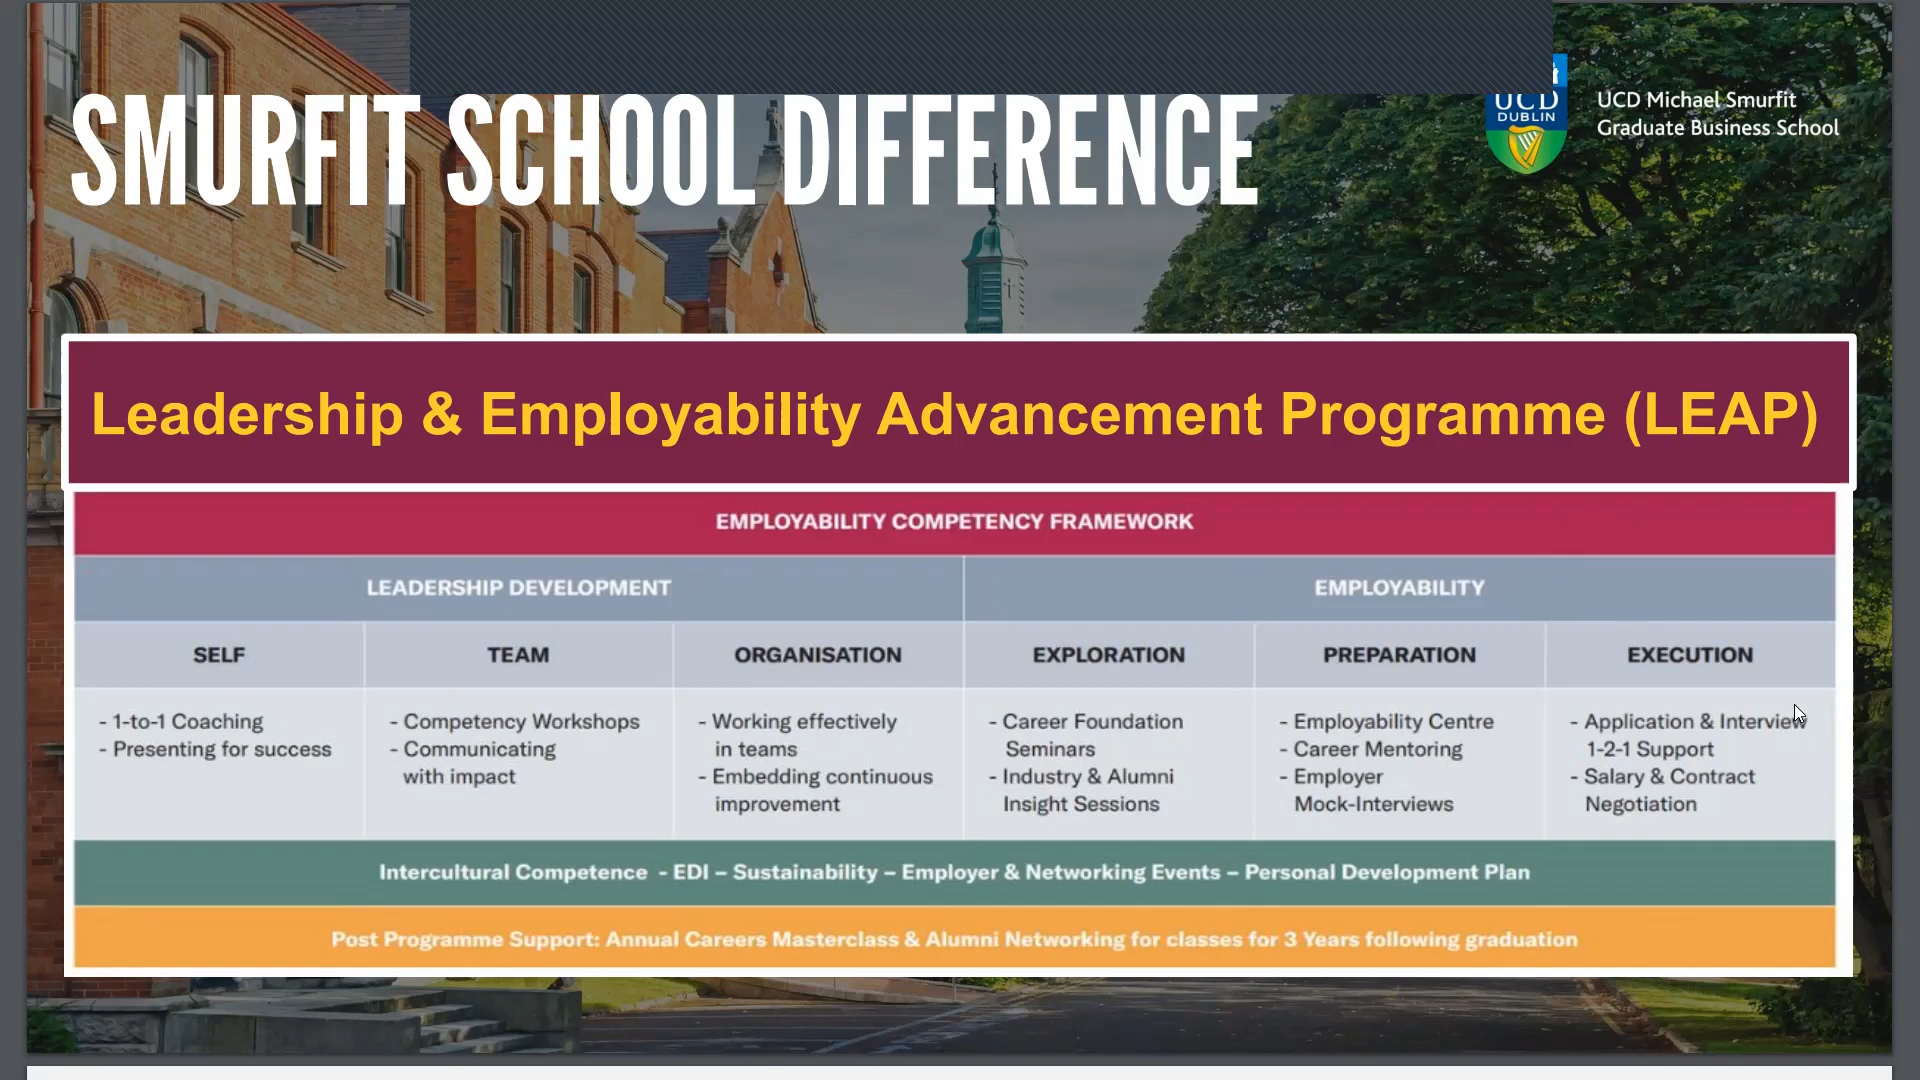 SMURFIT SCHOOL DIFFERENCE
UCD
DUBLIN
UCD Michael Smurfit
Graduate Business School
Leadership & Employability Advancement Programme (LEAP)
EMPLOYABILITY COMPETENCY FRAMEWORK
LEADERSHIP DEVELOPMENT
EMPLOYABILITY
SELF
TEAM
ORGANISATION
EXPLORATION
PREPARATION
EXECUTION
- 1-to-1 Coaching
- Presenting for success
- Competency Workshops
- Communicating
with impact
- Working effectively
in teams
- Embedding continuous
improvement
- Career Foundation
Seminars
- Industry & Alumni
Insight Sessions
- Employability Centre
- Career Mentoring
- Employer
Mock-Interviews
- Application & Interview
1-2-1 Support
- Salary & Contract
Negotiation
Intercultural Competence - EDI – Sustainability – Employer & Networking Events – Personal Development Plan
Post Programme Support: Annual Careers Masterclass & Alumni Networking for classes for 3 Years following graduation